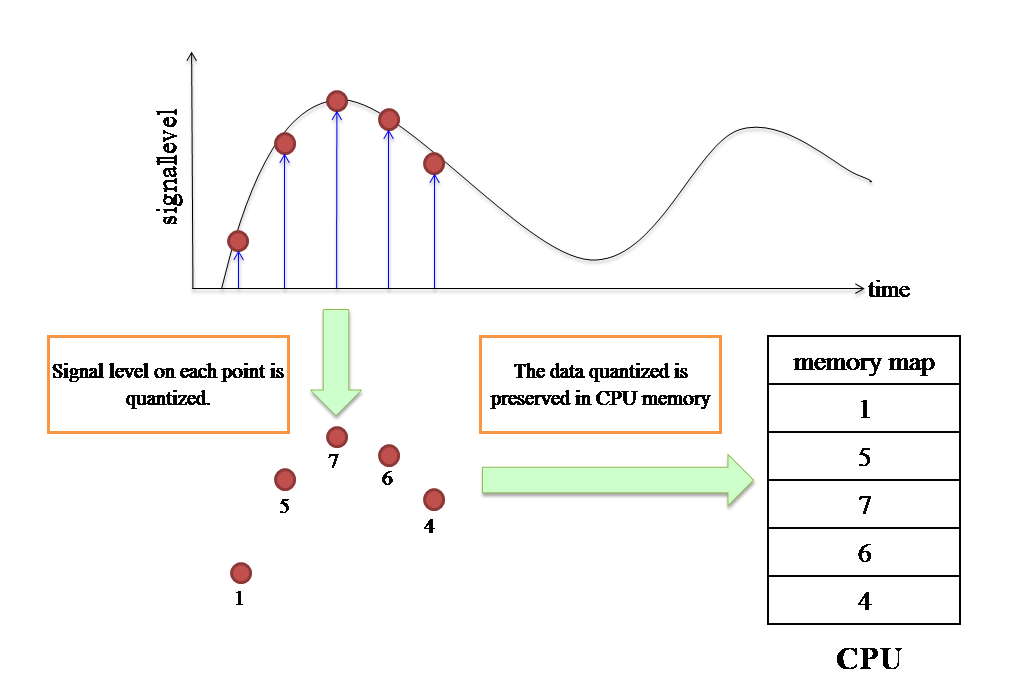 signallevel
time
Signal level on each point is
quantized.
The data quantized is
preserved in CPU memory
memory map
1
5
7
6
4
7
6
5
4
1
CPU